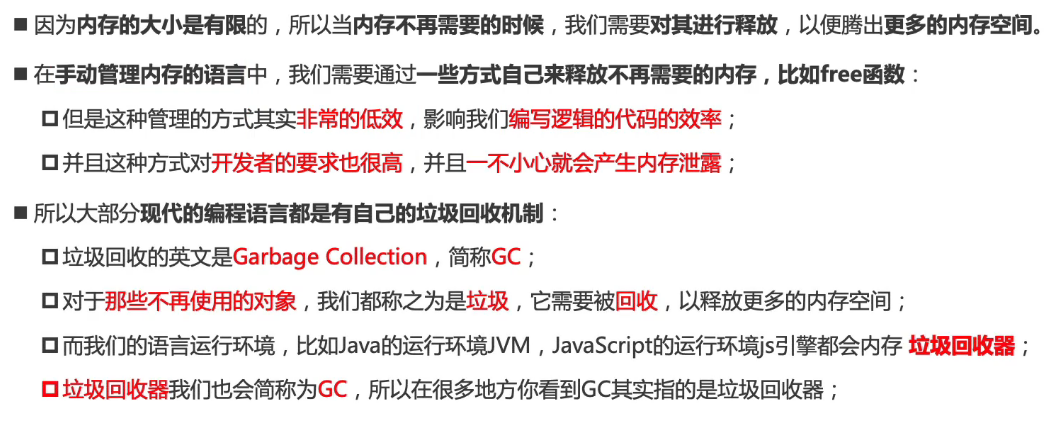 ■ 因为内存的大小是有限的，所以当内存不再需要的时候，我们需要对其进行释放，以便腾出更多的内存空间。
■ 在手动管理内存的语言中，我们需要通过一些方式自己来释放不再需要的内存，比如free函数：
□ 但是这种管理的方式其实非常的低效，影响我们编写逻辑的代码的效率；
□ 并且这种方式对开发者的要求也很高，并且一不小心就会产生内存泄露；
■ 所以大部分现代的编程语言都是有自己的垃圾回收机制：
□ 垃圾回收的英文是Garbage Collection，简称GC；
□ 对于那些不再使用的对象，我们都称之为是垃圾，它需要被回收，以释放更多的内存空间；
□ 而我们的语言运行环境，比如Java的运行环境JVM，JavaScript的运行环境js引擎都会内存 垃圾回收器；
□ 垃圾回收器我们也会简称为GC，所以在很多地方你看到GC其实指的是垃圾回收器；